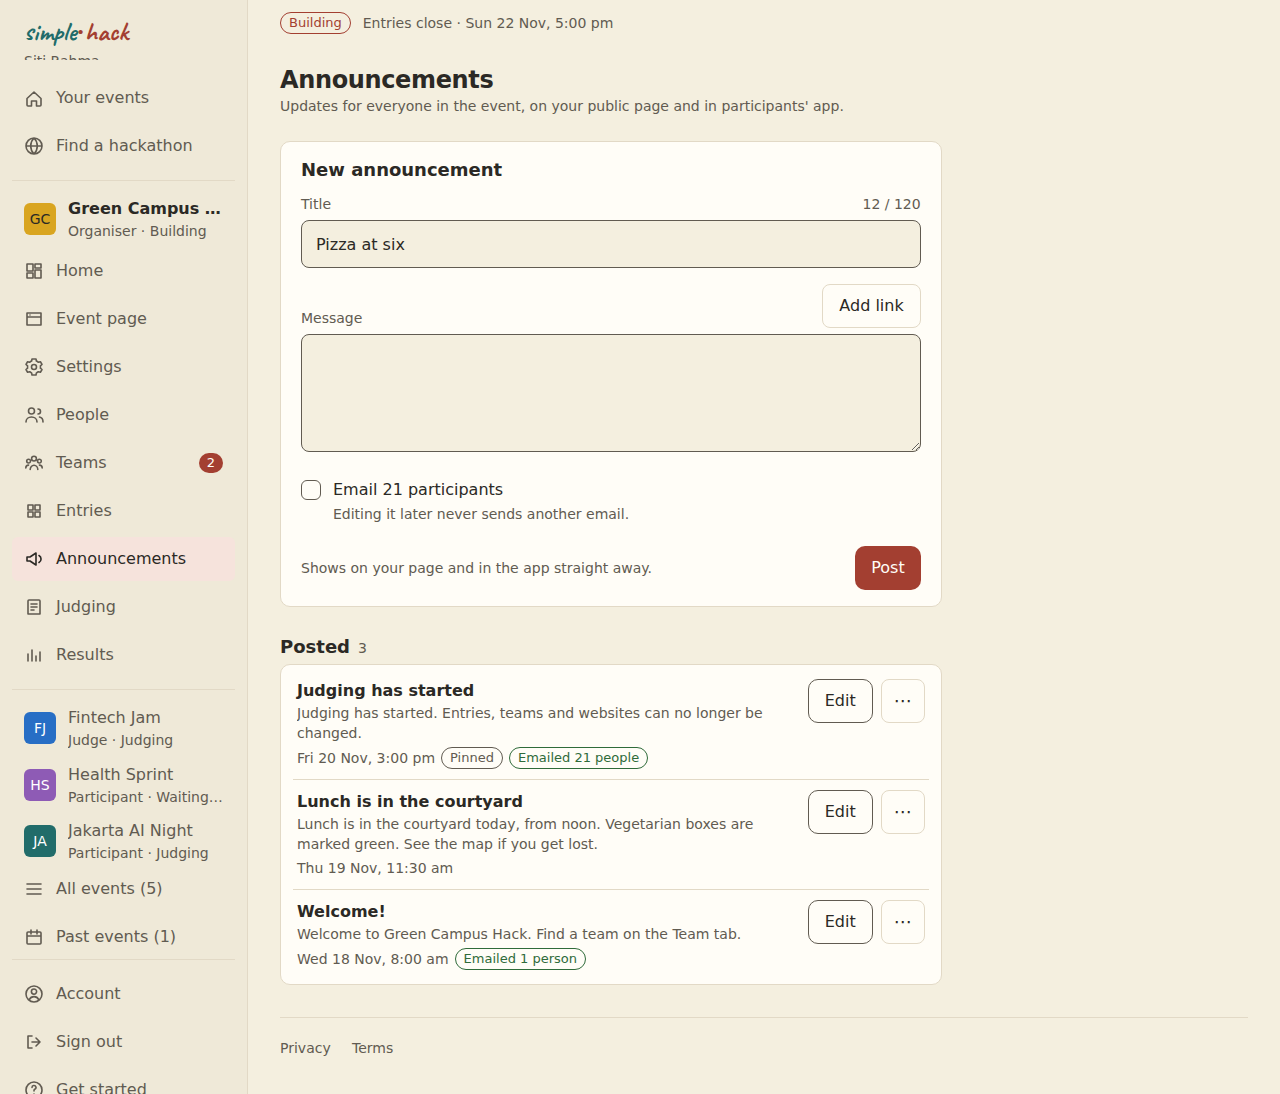 simple·hack
Siti Rahma
Your events
Find a hackathon
GC
Green Campus …
Organiser · Building
Home
Event page
Settings
People
Teams
2
Entries
Announcements
Judging
Results
FJ
Fintech Jam
Judge · Judging
HS
Health Sprint
Participant · Waiting…
JA
Jakarta AI Night
Participant · Judging
All events (5)
Past events (1)
Account
Sign out
Get started
Building
Entries close · Sun 22 Nov, 5:00 pm
Announcements
Updates for everyone in the event, on your public page and in participants' app.
New announcement
Title
12 / 120
Pizza at six
Message
Add link
Email 21 participants
Editing it later never sends another email.
Shows on your page and in the app straight away.
Post
Posted 3
Judging has started
Judging has started. Entries, teams and websites can no longer be
changed.
Fri 20 Nov, 3:00 pm
Pinned
Emailed 21 people
Edit
⋯
Lunch is in the courtyard
Lunch is in the courtyard today, from noon. Vegetarian boxes are
marked green. See the map if you get lost.
Thu 19 Nov, 11:30 am
Edit
⋯
Welcome!
Welcome to Green Campus Hack. Find a team on the Team tab.
Wed 18 Nov, 8:00 am
Emailed 1 person
Edit
⋯
Privacy
Terms